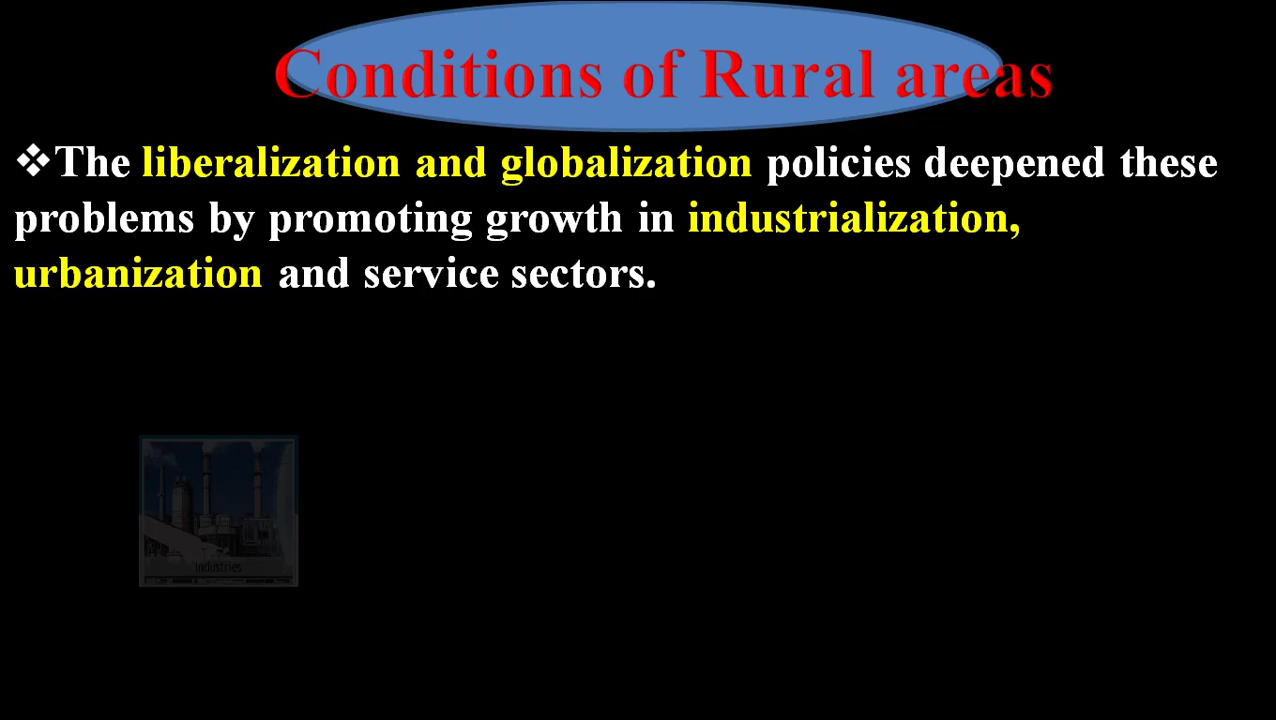 Conditions of Rural areas
❖The liberalization and globalization policies deepened these
problems by promoting growth in industrialization,
urbanization and service sectors.
Industries